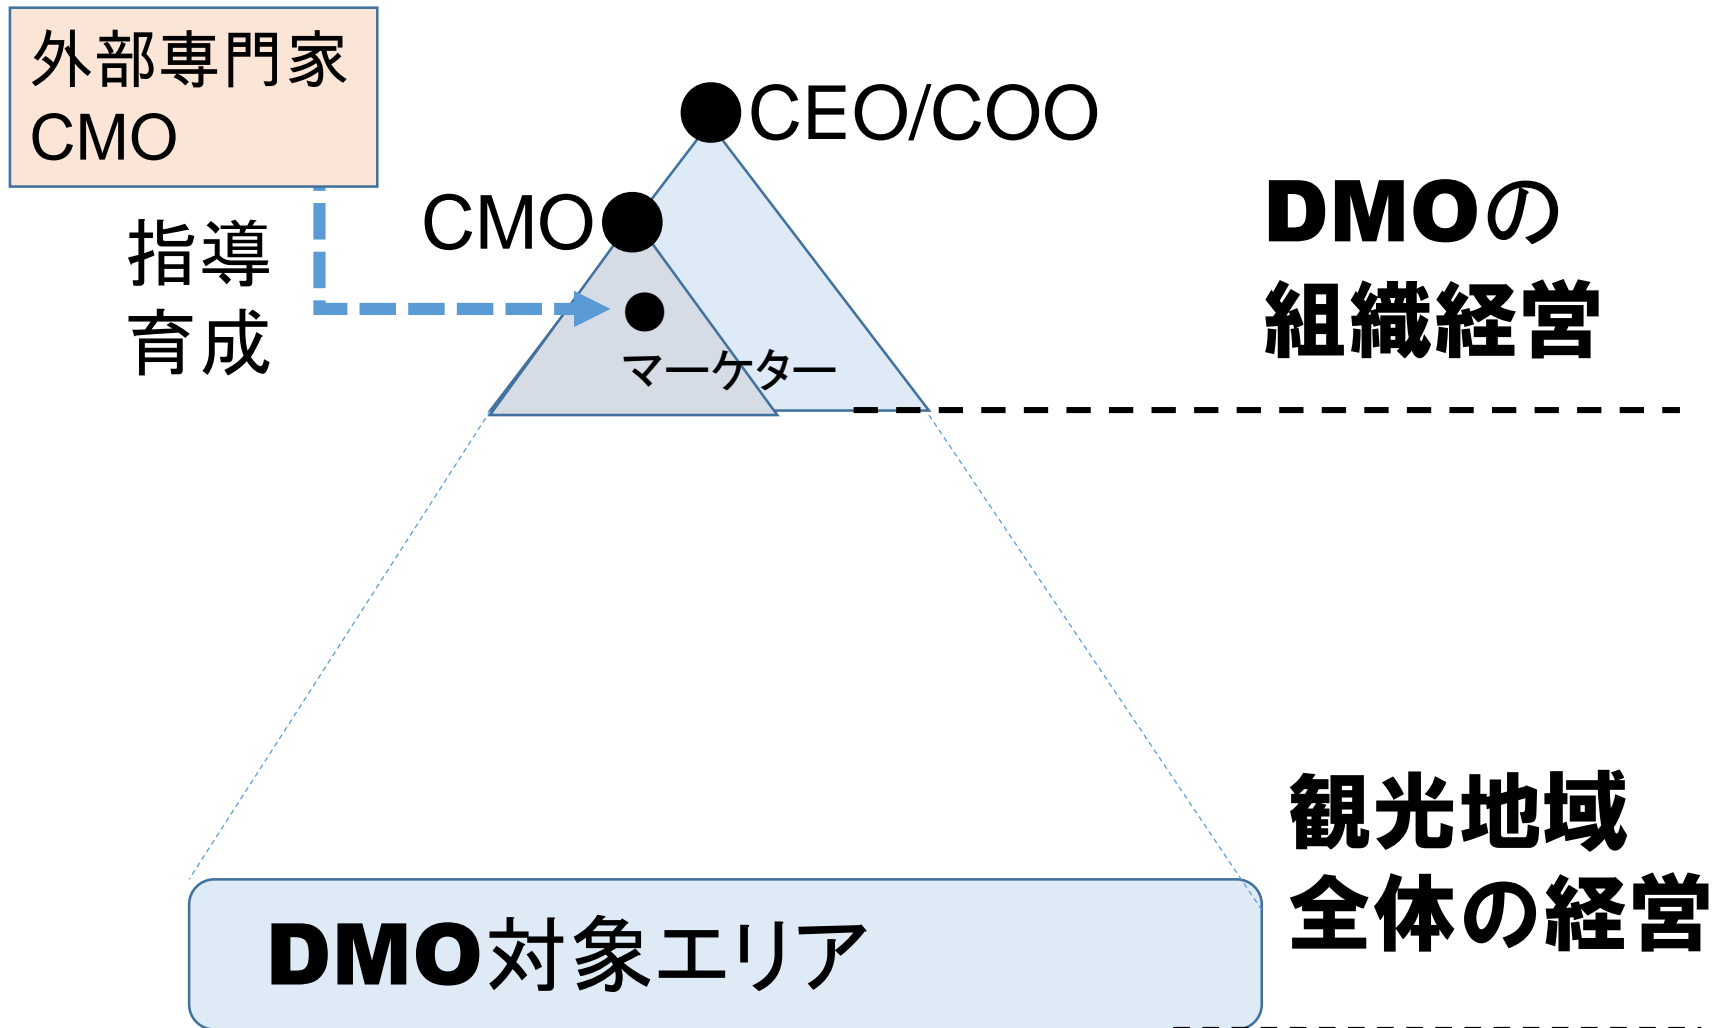 外部専門家
CMO
CEO/COO
CMO
指導
育成
マーケター
DMOの
組織経営
観光地域
全体の経営
DMO対象エリア